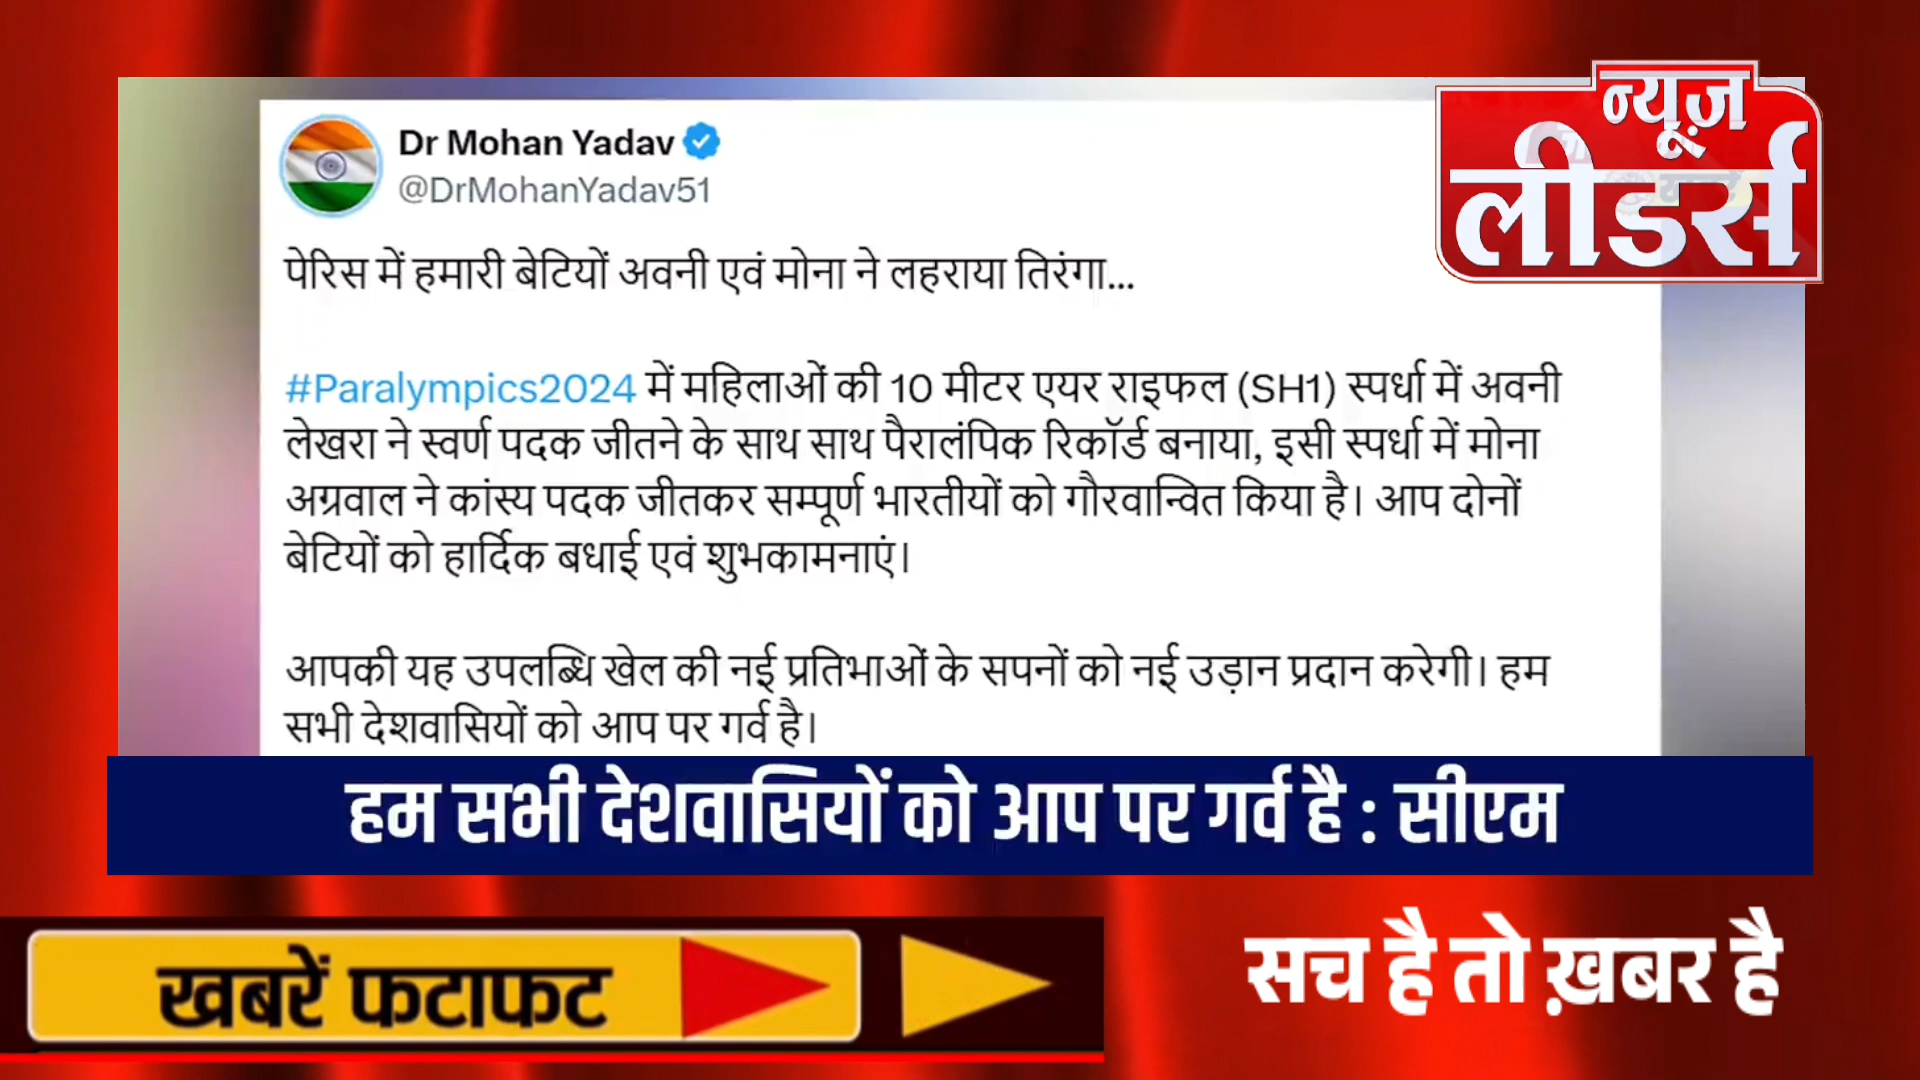 न्यूज़
लीडर्स
Dr Mohan Yadav
@DrMohanYadav51
पेरिस में हमारी बेटियों अवनी एवं मोना ने लहराया तिरंगा...
#Paralympics2024 में महिलाओं की 10 मीटर एयर राइफल (SH1) स्पर्धा में अवनी
लेखरा ने स्वर्ण पदक जीतने के साथ साथ पैरालंपिक रिकॉर्ड बनाया, इसी स्पर्धा में मोना
अग्रवाल ने कांस्य पदक जीतकर सम्पूर्ण भारतीयों को गौरवान्वित किया है। आप दोनों
बेटियों को हार्दिक बधाई एवं शुभकामनाएं।
आपकी यह उपलब्धि खेल की नई प्रतिभाओं के सपनों को नई उड़ान प्रदान करेगी। हम
सभी देशवासियों को आप पर गर्व है।
हम सभी देशवासियों को आप पर गर्व है : सीएम
खबरें फटाफट
सच है तो ख़बर है